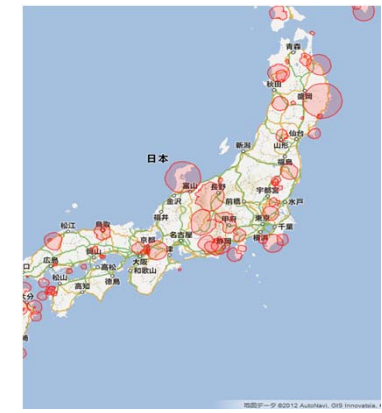 青森
秋田
盛岡
仙台
山形
新潟
福島
日本
富山
長野
宇都宮
金沢
前橋
水戸
福井
甲府
東京
千葉
松江
鳥取
京都
名古屋
静岡
横浜
岡山
大阪
津
広島
高松
和歌山
松山
徳島
高知
大分
地図データ ©2012 AutoNavi, GIS Innovatsia,